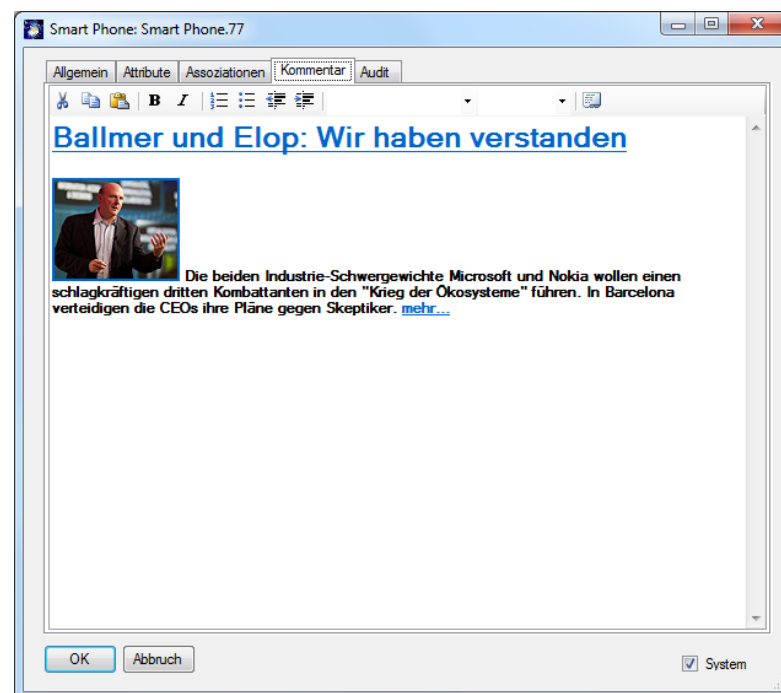 Smart Phone: Smart Phone.77
Allgemein Attribute Assoziationen Kommentar Audit
B I
Ballmer und Elop: Wir haben verstanden
Die beiden Industrie-Schwergewichte Microsoft und Nokia wollen einen
schlagkräftigen dritten Kombattanten in den "Krieg der Ökosysteme" führen. In Barcelona
verteidigen die CEOs ihre Pläne gegen Skeptiker. mehr...
OK Abbruch System